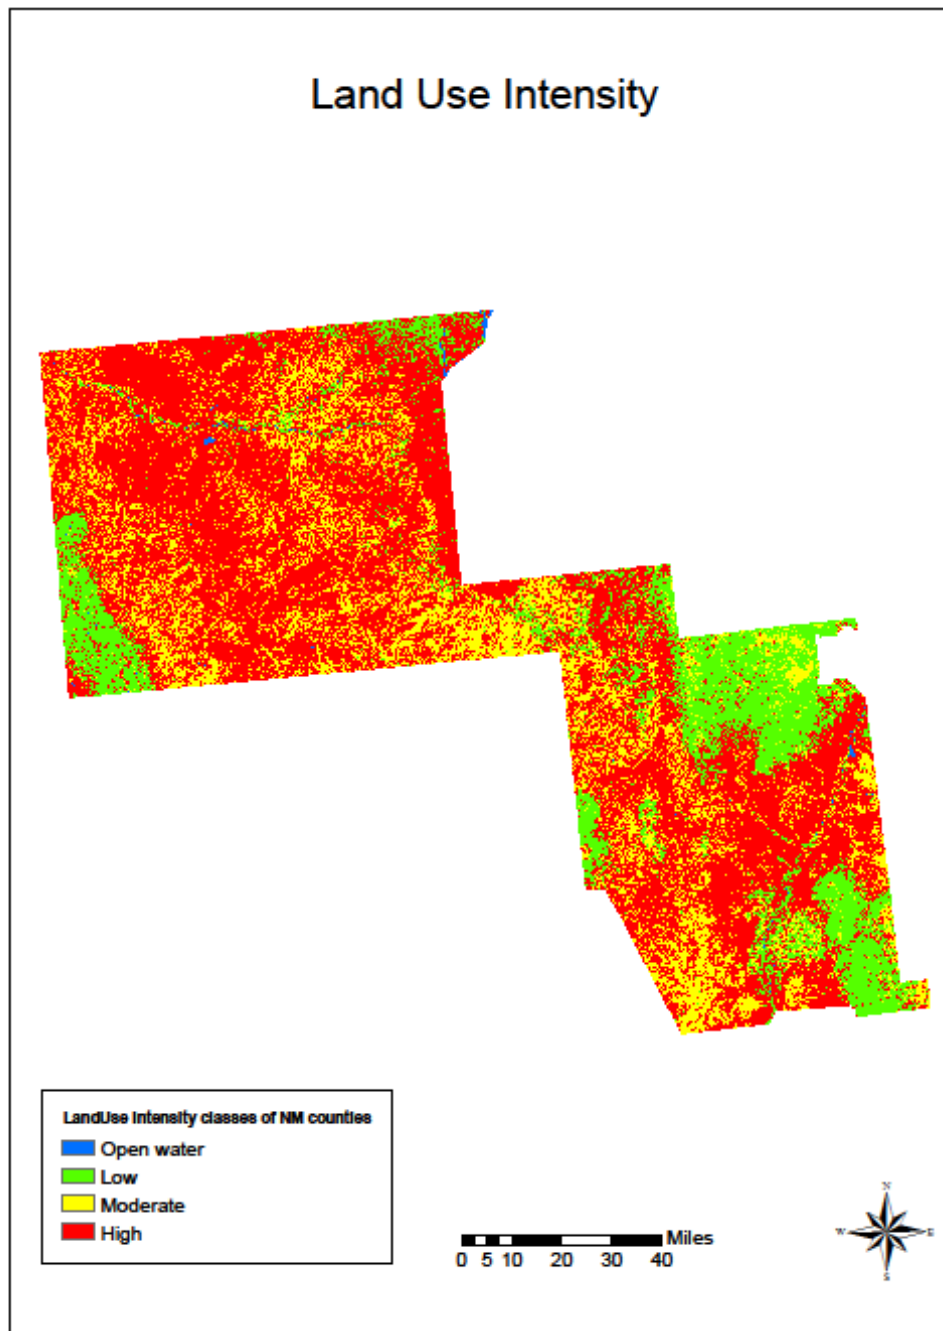 Land Use Intensity
LandUse Intensity classes of NM counties
Open water
Low
Moderate
High
Miles
0 5 10 20 30 40
N
W E
S